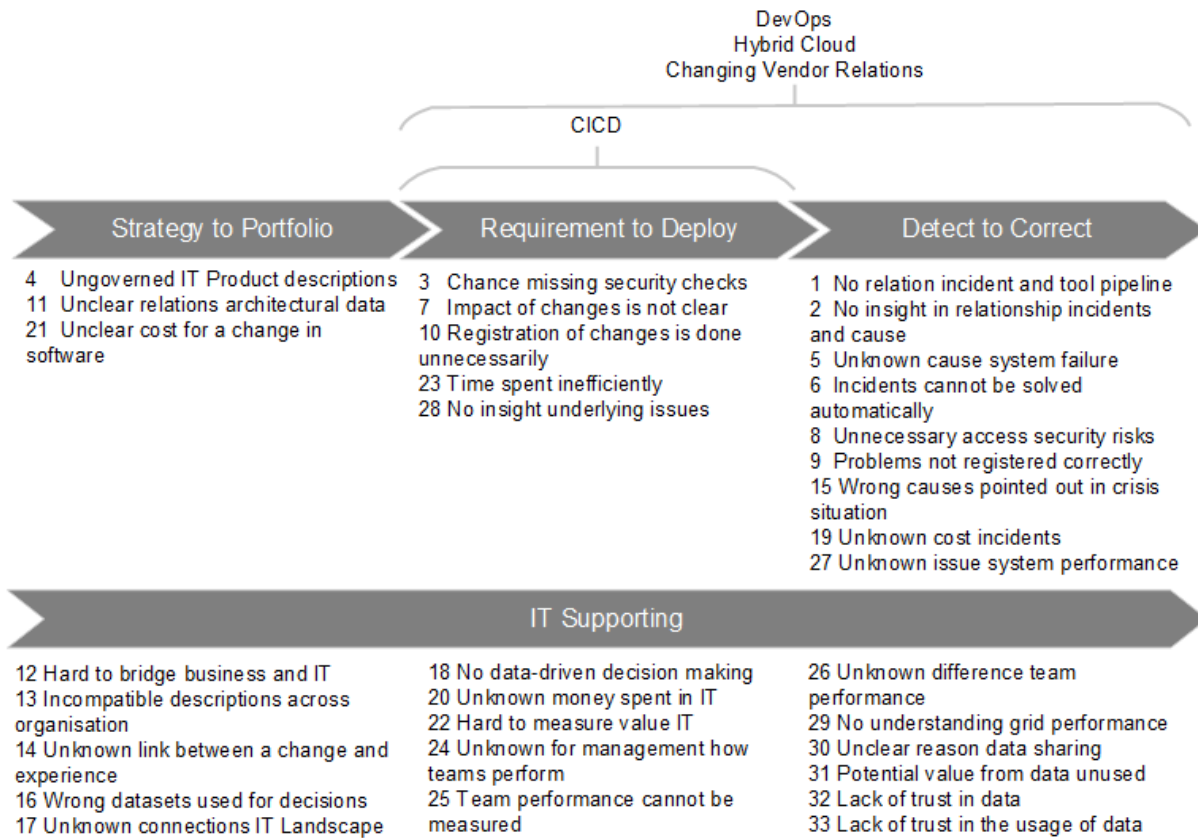 DevOps
Hybrid Cloud
Changing Vendor Relations
CICD
Strategy to Portfolio
Requirement to Deploy
Detect to Correct
4 Ungoverned IT Product descriptions
11 Unclear relations architectural data
21 Unclear cost for a change in
software
3 Chance missing security checks
7 Impact of changes is not clear
10 Registration of changes is done
unnecessarily
23 Time spent inefficiently
28 No insight underlying issues
1 No relation incident and tool pipeline
2 No insight in relationship incidents
and cause
5 Unknown cause system failure
6 Incidents cannot be solved
automatically
8 Unnecessary access security risks
9 Problems not registered correctly
15 Wrong causes pointed out in crisis
situation
19 Unknown cost incidents
27 Unknown issue system performance
IT Supporting
12 Hard to bridge business and IT
13 Incompatible descriptions across
organisation
14 Unknown link between a change and
experience
16 Wrong datasets used for decisions
17 Unknown connections IT Landscape
18 No data-driven decision making
20 Unknown money spent in IT
22 Hard to measure value IT
24 Unknown for management how
teams perform
25 Team performance cannot be
measured
26 Unknown difference team
performance
29 No understanding grid performance
30 Unclear reason data sharing
31 Potential value from data unused
32 Lack of trust in data
33 Lack of trust in the usage of data